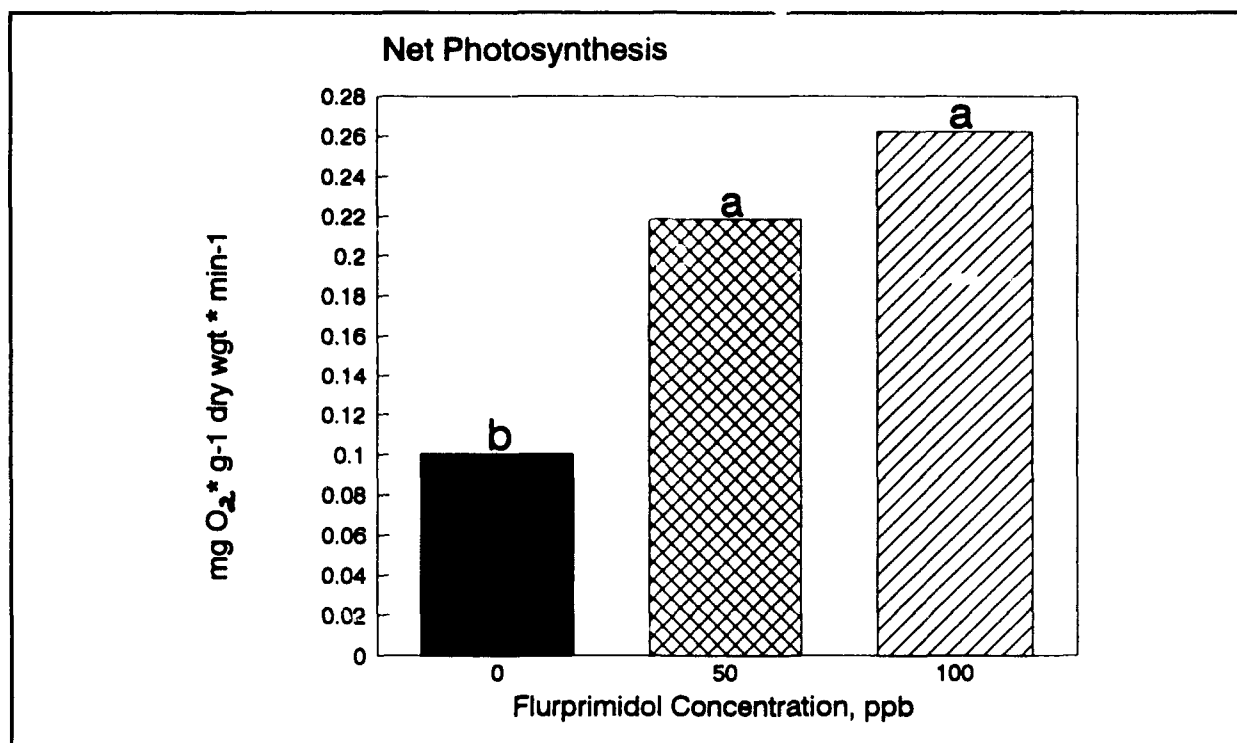 Net Photosynthesis
mg O₂* g-1 dry wgt * min-1
0.28
0.26
0.24
0.22
0.2
0.18
0.16
0.14
0.12
0.1
0.08
0.06
0.04
0.02
0
b
a
a
0 50 100
Flurprimidol Concentration, ppb